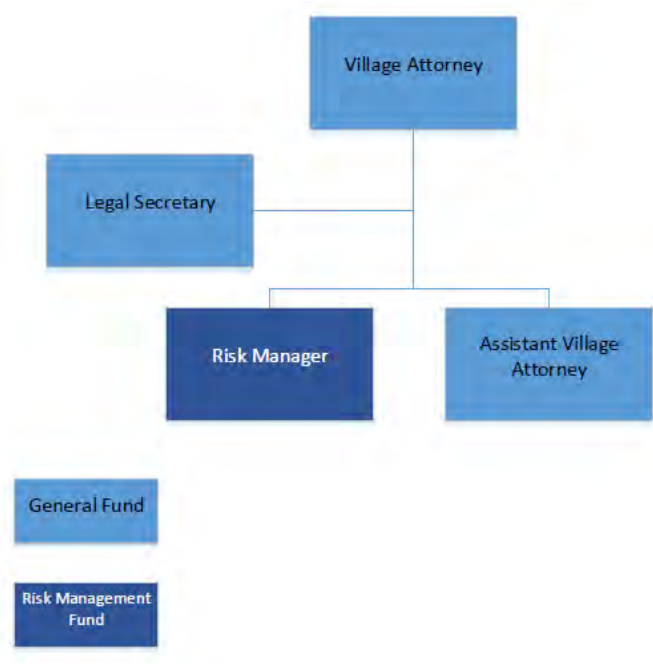 Village Attorney
Legal Secretary
Risk Manager
Assistant Village
Attorney
General Fund
Risk Management
Fund